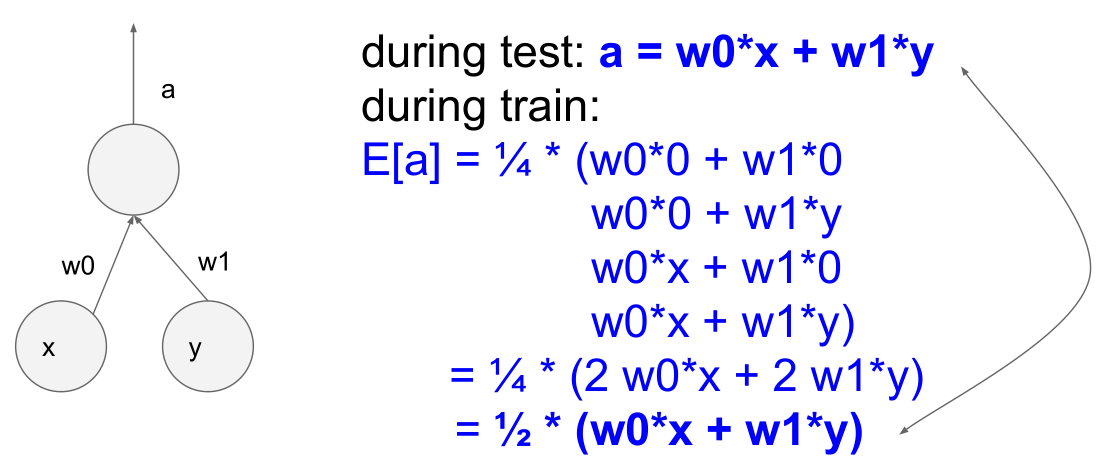 during test: a = w0*x + w1*y
during train:
E[a] = ¼ * (w0*0 + w1*0
w0*0 + w1*y
w0*x + w1*0
w0*x + w1*y)
= ¼ * (2 w0*x + 2 w1*y)
= ½ * (w0*x + w1*y)
a
w0
w1
x
y